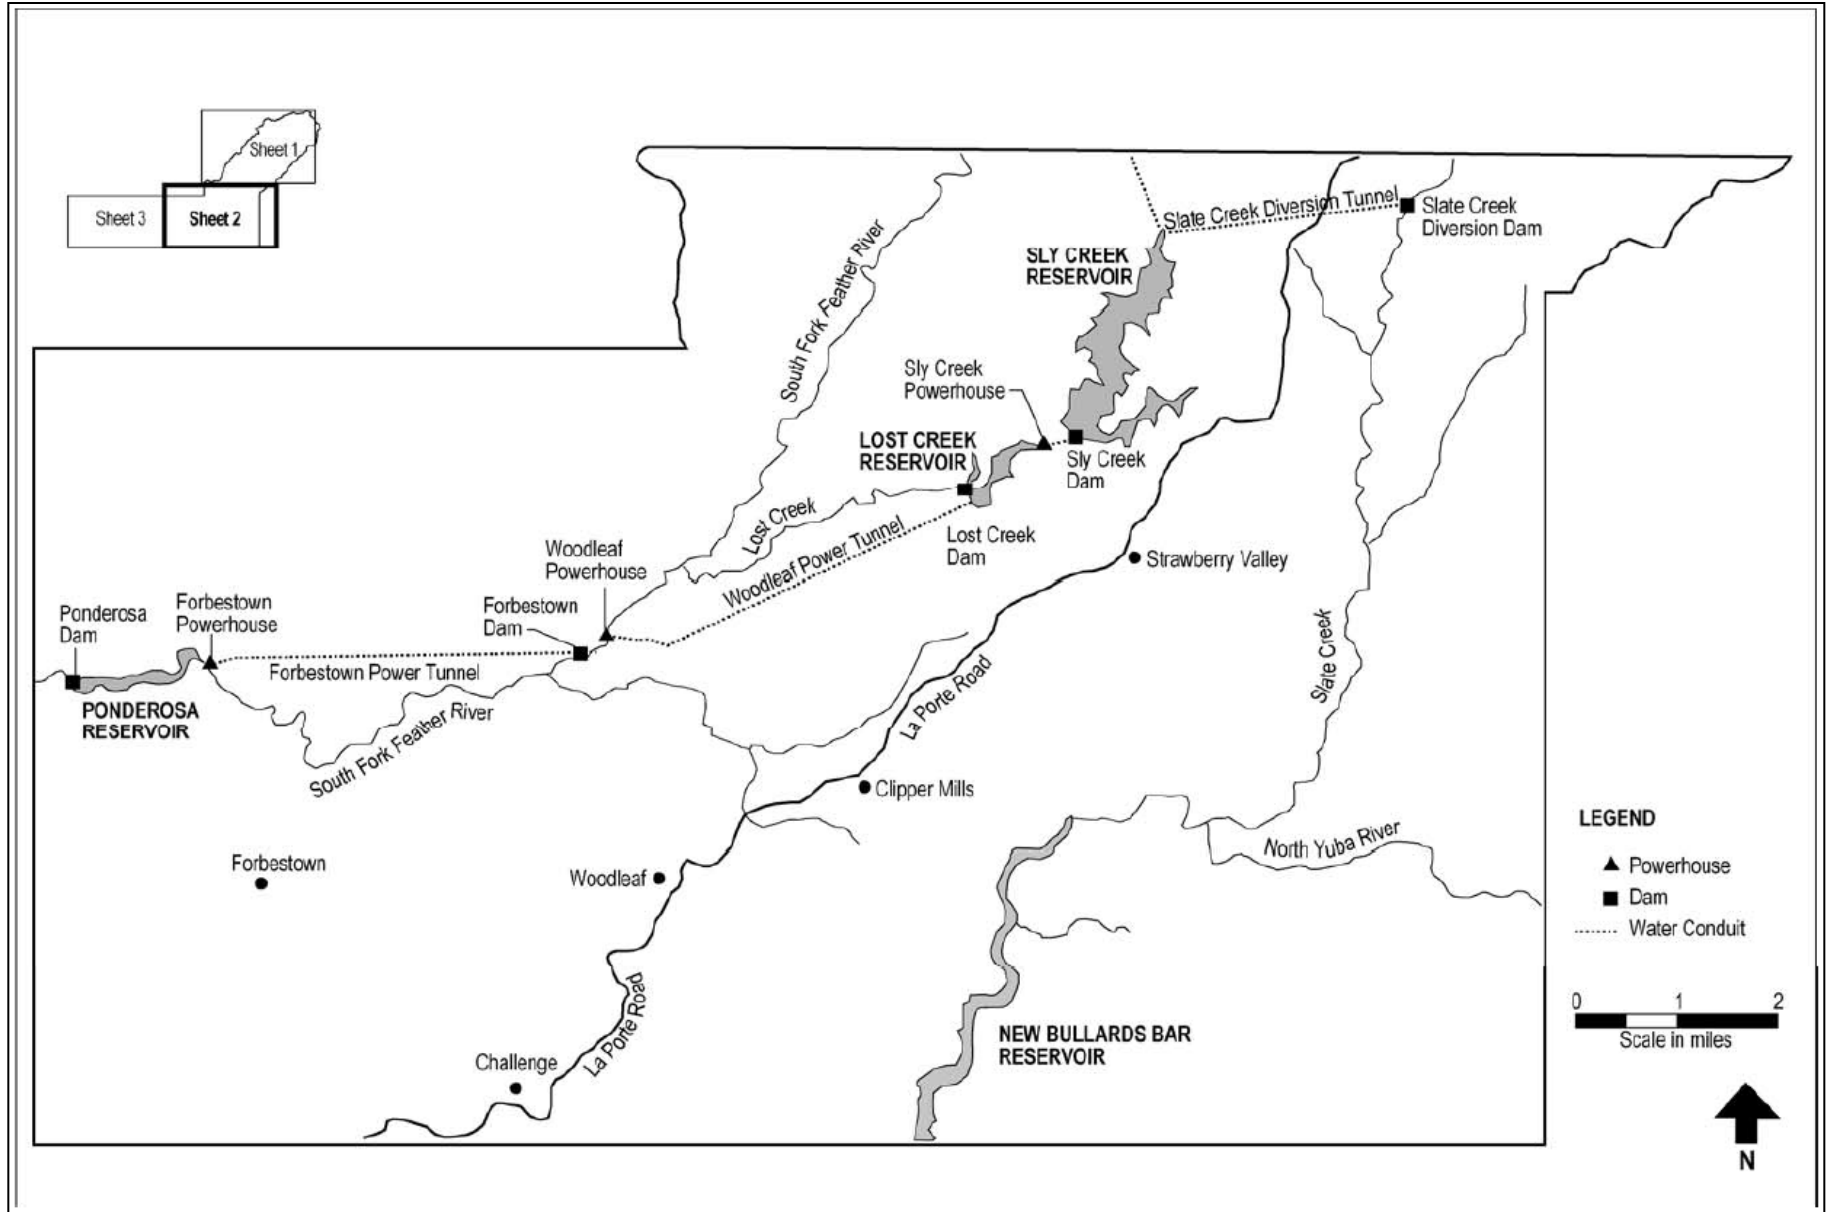 Sheet 1
Sheet 3
Sheet 2
Slate Creek Diversion Tunnel
Slate Creek
Diversion Dam
South Fork Feather River
SLY CREEK
RESERVOIR
Sly Creek
Powerhouse
LOST CREEK
RESERVOIR
Sly Creek
Dam
Lost Creek
Woodleaf Power Tunnel
Lost Creek
Dam
Strawberry Valley
Woodleaf
Powerhouse
Forbestown
Dam
Forbestown
Powerhouse
Ponderosa
Dam
Forbestown Power Tunnel
PONDEROSA
RESERVOIR
South Fork Feather River
La Porte Road
Slate Creek
Clipper Mills
North Yuba River
Forbestown
Woodleaf
La Porte Road
Challenge
NEW BULLARDS BAR
RESERVOIR
LEGEND
Powerhouse
Dam
Water Conduit
0 1 2
Scale in miles
N